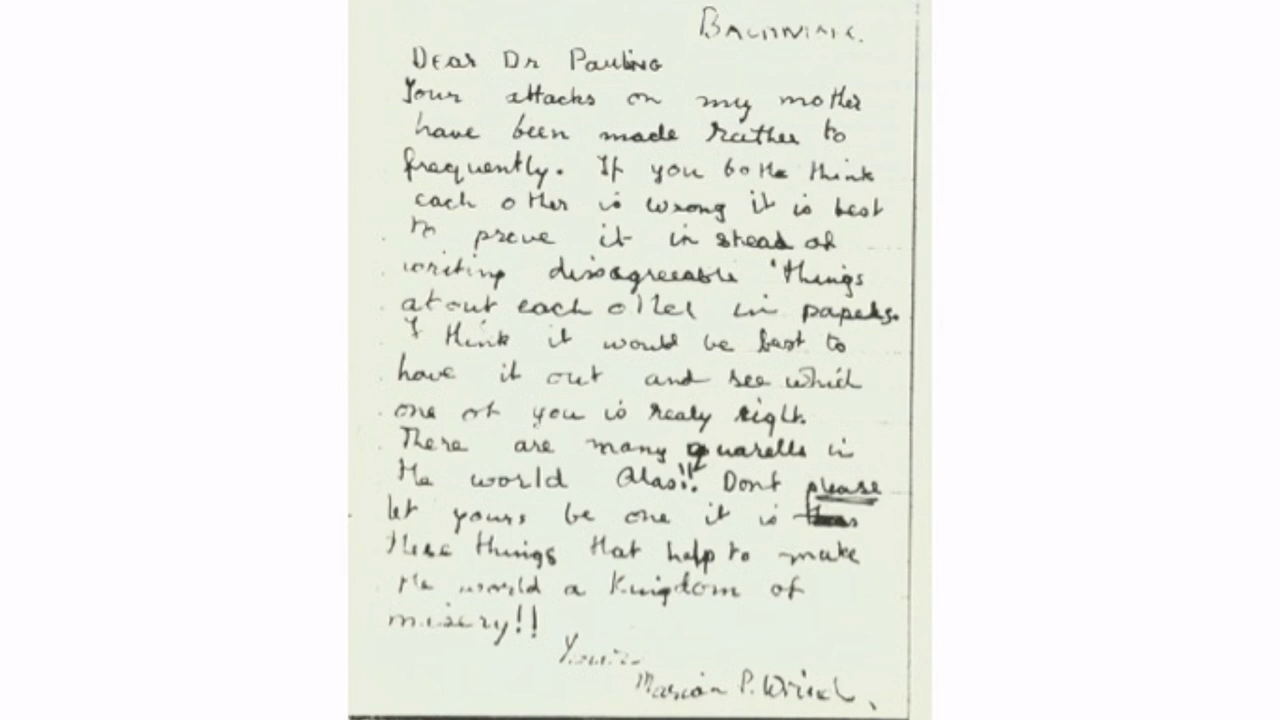 Dear Dr Pauling
Your attacks on my mother
have been made rather to
frequently. If you bothe think
each other is wrong it is best
to prove it in stead of
writing disagreeable things
about each other in papers.
I think it would be best to
have it out and see which
one of you is realy right.
There are many quarells in
the world Alas!! Dont please
let yours be one it is
these things that help to make
the world a Kingdom of
misery!!
Yours
Marion P. Wrinch.